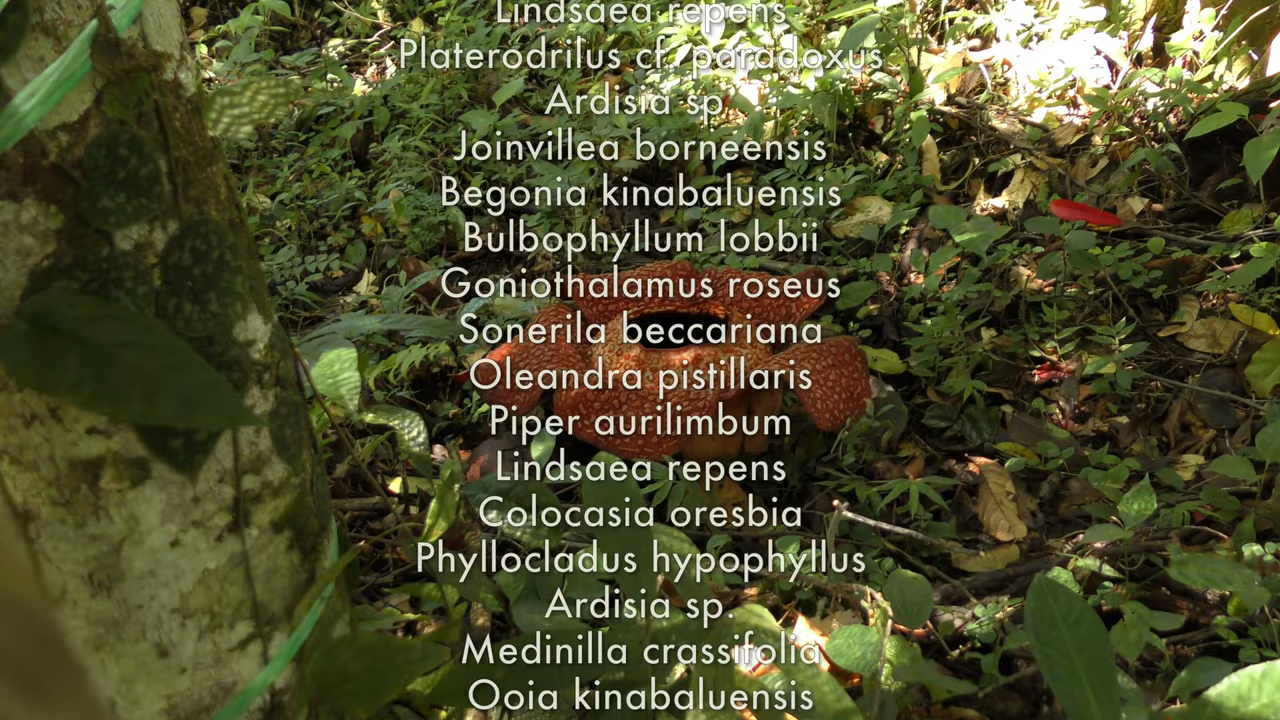 Lindsaea repens
Platerodrilus cf. paradoxus
Ardisia sp.
Joinvillea borneensis
Begonia kinabaluensis
Bulbophyllum lobbii
Goniothalamus roseus
Sonerila beccariana
Oleandra pistillaris
Piper aurilimbum
Lindsaea repens
Colocasia oresbia
Phyllocladus hypophyllus
Ardisia sp.
Medinilla crassifolia
Ooia kinabaluensis